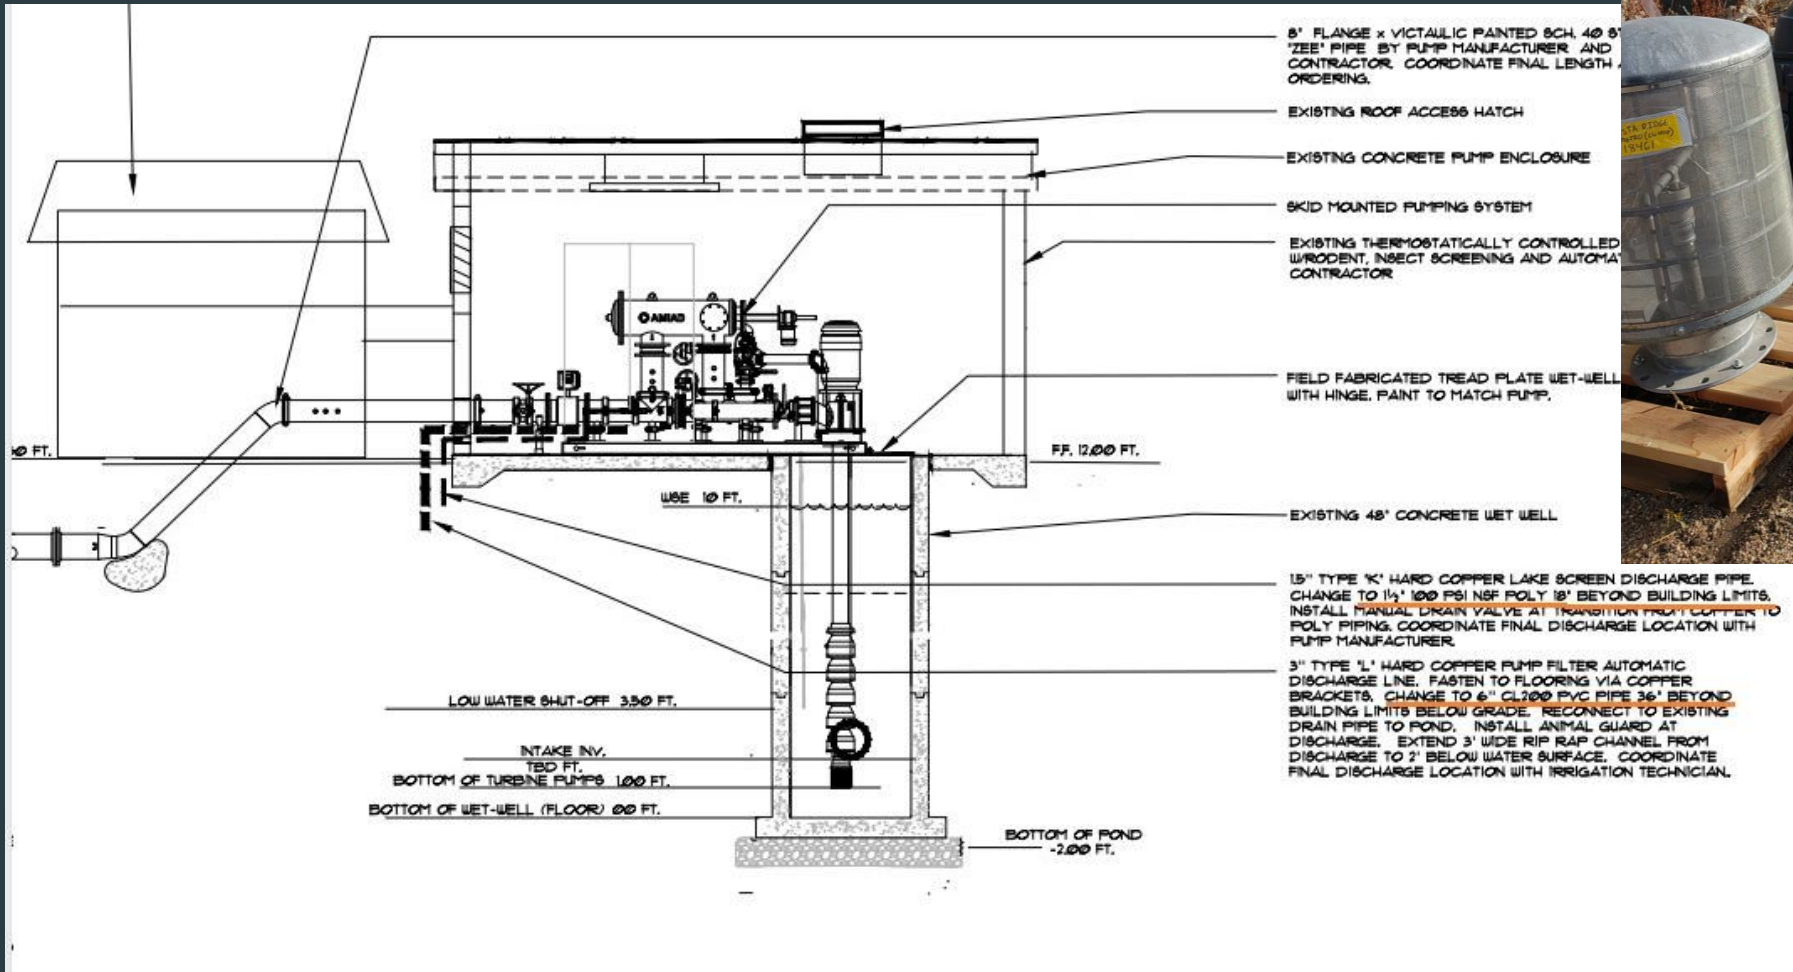 8" FLANGE x VICTAULIC PAINTED SCH. 40
"ZEE" PIPE BY PUMP MANUFACTURER AND
CONTRACTOR. COORDINATE FINAL LENGTH
ORDERING.
EXISTING ROOF ACCESS HATCH
EXISTING CONCRETE PUMP ENCLOSURE
SKID MOUNTED PUMPING SYSTEM
EXISTING THERMOSTATICALLY CONTROLLED
W/RODENT, INSECT SCREENING AND
CONTRACTOR
AMIAD
FIELD FABRICATED TREAD PLATE WET-WELL
WITH HINGE. PAINT TO MATCH PUMP.
FT.
F.F. 12.00 FT.
WSE 10 FT.
EXISTING 48" CONCRETE WET WELL
1.5" TYPE "K" HARD COPPER LAKE SCREEN DISCHARGE PIPE.
CHANGE TO 1½" 100 PSI NSF POLY 18" BEYOND BUILDING LIMITS.
INSTALL MANUAL DRAIN VALVE AT TRANSITION FROM COPPER TO
POLY PIPING. COORDINATE FINAL DISCHARGE LOCATION WITH
PUMP MANUFACTURER.
3" TYPE "L" HARD COPPER PUMP FILTER AUTOMATIC
DISCHARGE LINE. FASTEN TO FLOORING VIA COPPER
BRACKETS. CHANGE TO 6" CL200 PVC PIPE 36" BEYOND
BUILDING LIMITS BELOW GRADE. RECONNECT TO EXISTING
DRAIN PIPE TO POND. INSTALL ANIMAL GUARD AT
DISCHARGE. EXTEND 3' WIDE RIP RAP CHANNEL FROM
DISCHARGE TO 2' BELOW WATER SURFACE. COORDINATE
FINAL DISCHARGE LOCATION WITH IRRIGATION TECHNICIAN.
LOW WATER SHUT-OFF 3.50 FT.
INTAKE INV.
TBD FT.
BOTTOM OF TURBINE PUMPS 1.00 FT.
BOTTOM OF WET-WELL (FLOOR) 0.0 FT.
BOTTOM OF POND
-2.00 FT.
RIDGE
18461